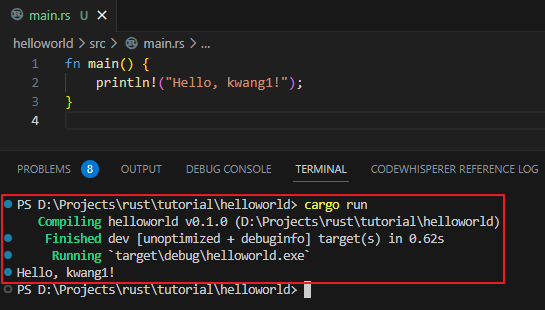 main.rs U ×
helloworld > src > main.rs > ...
1 fn main() {
2 println!("Hello, kwang1!");
3 }
4
PROBLEMS 8 OUTPUT DEBUG CONSOLE TERMINAL CODEWHISPERER REFERENCE LOG
PS D:\Projects\rust\tutorial\helloworld> cargo run
Compiling helloworld v0.1.0 (D:\Projects\rust\tutorial\helloworld)
Finished dev [unoptimized + debuginfo] target(s) in 0.62s
Running `target\debug\helloworld.exe`
Hello, kwang1!
PS D:\Projects\rust\tutorial\helloworld>